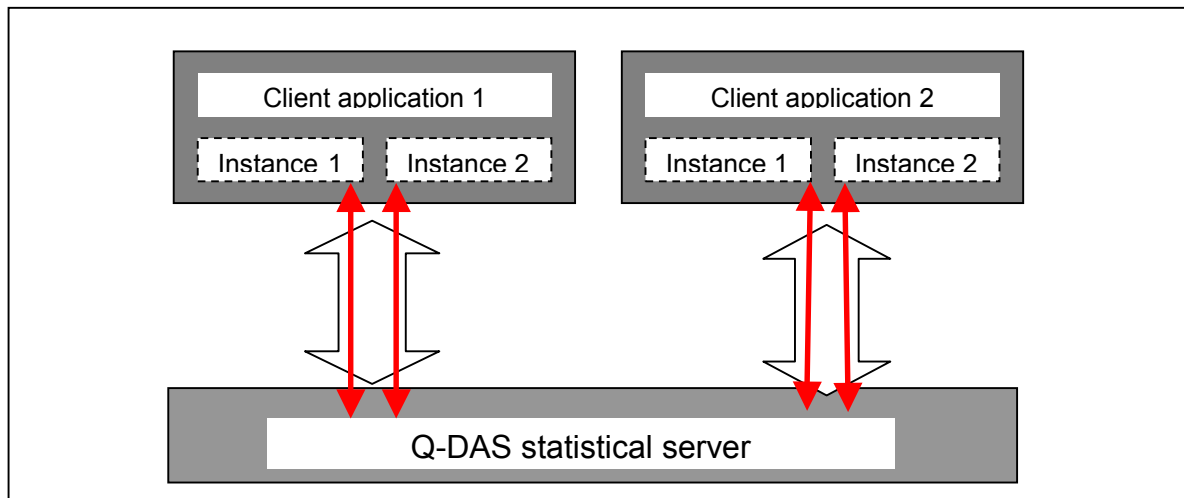 Client application 1
Client application 2
Instance 1
Instance 2
Instance 1
Instance 2
Q-DAS statistical server